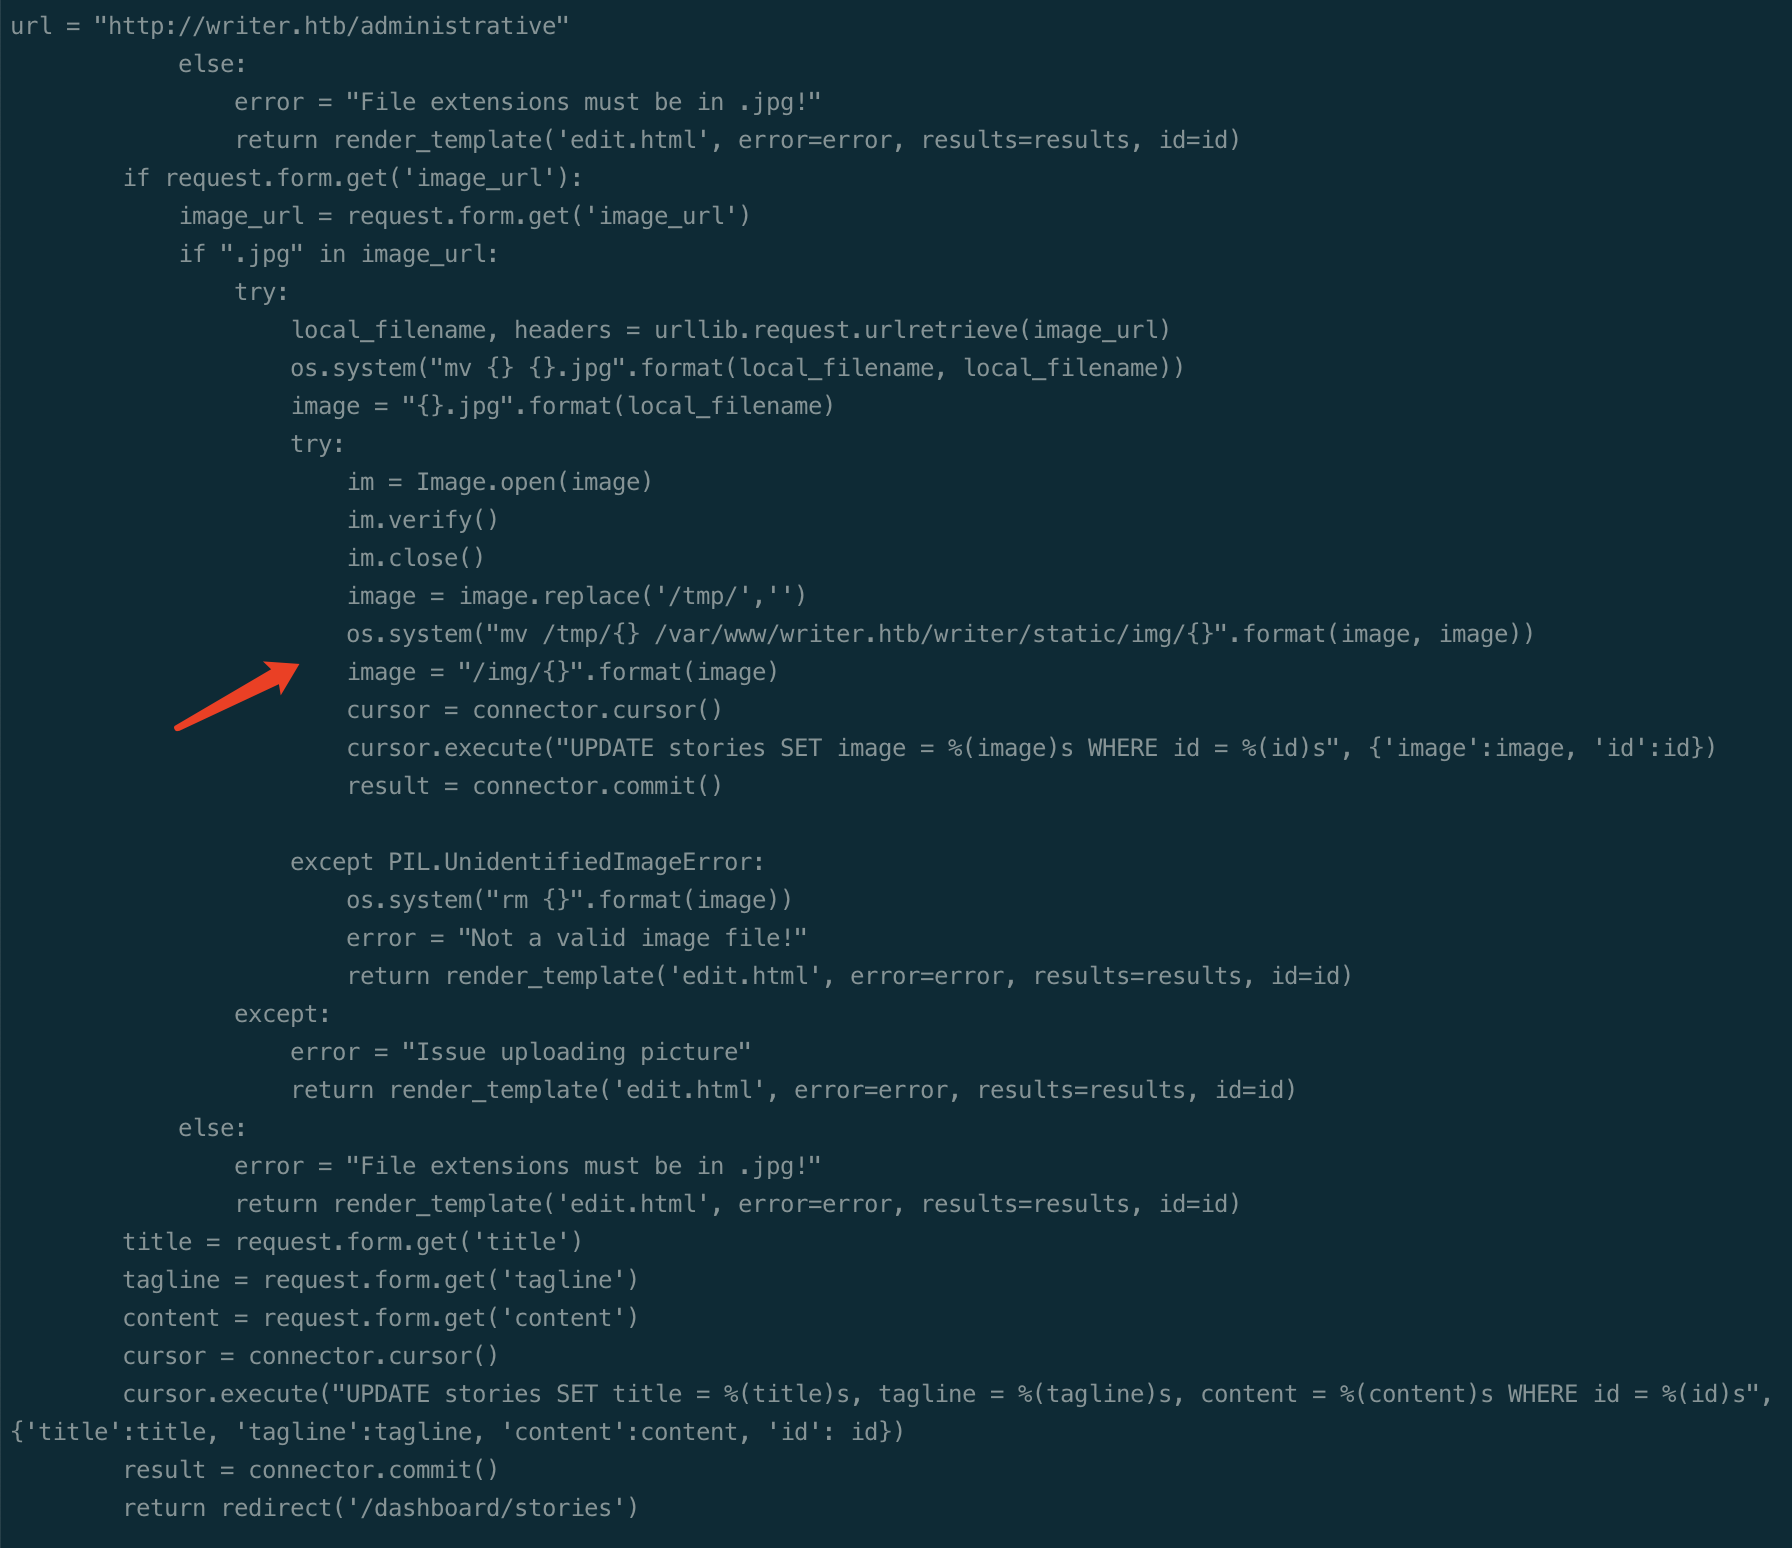 url = "http://writer.htb/administrative"
            else:
                error = "File extensions must be in .jpg!"
                return render_template('edit.html', error=error, results=results, id=id)
        if request.form.get('image_url'):
            image_url = request.form.get('image_url')
            if ".jpg" in image_url:
                try:
                    local_filename, headers = urllib.request.urlretrieve(image_url)
                    os.system("mv {} {}.jpg".format(local_filename, local_filename))
                    image = "{}.jpg".format(local_filename)
                    try:
                        im = Image.open(image)
                        im.verify()
                        im.close()
                        image = image.replace('/tmp/','')
                        os.system("mv /tmp/{} /var/www/writer.htb/writer/static/img/{}".format(image, image))
                        image = "/img/{}".format(image)
                        cursor = connector.cursor()
                        cursor.execute("UPDATE stories SET image = %(image)s WHERE id = %(id)s", {'image':image, 'id':id})
                        result = connector.commit()

                    except PIL.UnidentifiedImageError:
                        os.system("rm {}".format(image))
                        error = "Not a valid image file!"
                        return render_template('edit.html', error=error, results=results, id=id)
                except:
                    error = "Issue uploading picture"
                    return render_template('edit.html', error=error, results=results, id=id)
            else:
                error = "File extensions must be in .jpg!"
                return render_template('edit.html', error=error, results=results, id=id)
        title = request.form.get('title')
        tagline = request.form.get('tagline')
        content = request.form.get('content')
        cursor = connector.cursor()
        cursor.execute("UPDATE stories SET title = %(title)s, tagline = %(tagline)s, content = %(content)s WHERE id = %(id)s",
{'title':title, 'tagline':tagline, 'content':content, 'id': id})
        result = connector.commit()
        return redirect('/dashboard/stories')